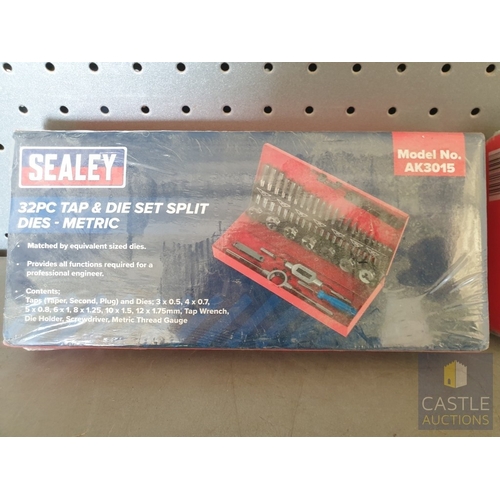 SEALEY
Model No.
AK3015
32PC TAP & DIE SET SPLIT
DIES - METRIC
• Matched by equivalent sized dies.
• Provides all functions required for a
professional engineer.
Contents:
Taps (Taper, Second, Plug) and Dies; 3 x 0.5, 4 x 0.7,
5 x 0.8, 6 x 1, 8 x 1.25, 10 x 1.5, 12 x 1.75mm, Tap Wrench,
Die Holder, Screwdriver, Metric Thread Gauge
CASTLE
AUCTIONS